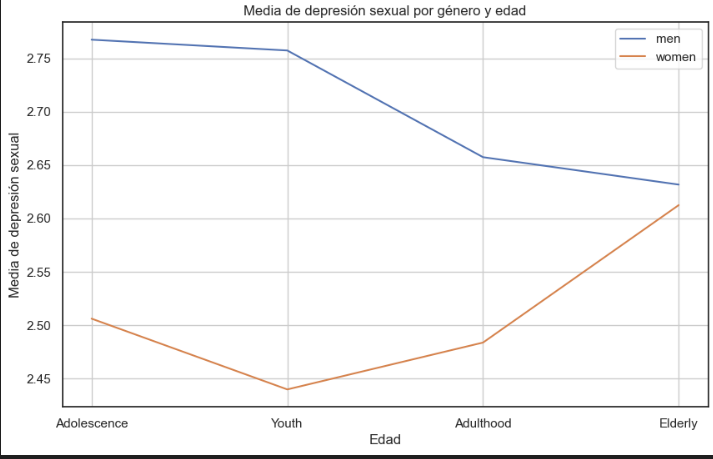 Media de depresión sexual por género y edad
men
women
Media de depresión sexual
2.75
2.70
2.65
2.60
2.55
2.50
2.45
Adolescence Youth Adulthood Elderly
Edad